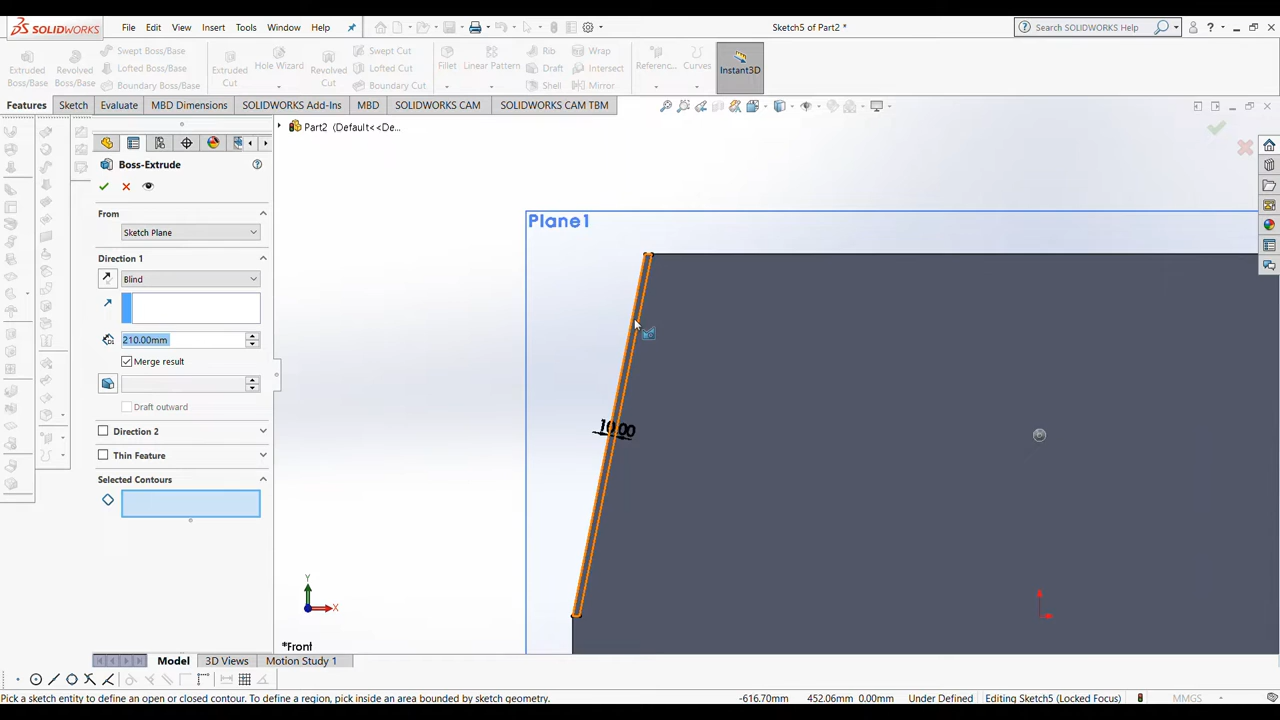 SOLIDWORKS File Edit View Insert Tools Window Help Sketch5 of Part2 * Search SOLIDWORKS Help
Extruded Boss/Base Revolved Boss/Base Swept Boss/Base Lofted Boss/Base Boundary Boss/Base Extruded Cut Hole Wizard Revolved Cut Swept Cut Lofted Cut Boundary Cut Fillet Linear Pattern Rib Draft Shell Wrap Intersect Mirror Referenc... Curves Instant3D
Features Sketch Evaluate MBD Dimensions SOLIDWORKS Add-Ins MBD SOLIDWORKS CAM SOLIDWORKS CAM TBM
Part2 (Default<<De...
Boss-Extrude
From
Sketch Plane
Plane1
Direction 1
Blind
210.00mm
Merge result
Draft outward
10.00
Direction 2
Thin Feature
Selected Contours
Y
X
*Front
Model 3D Views Motion Study 1
Pick a sketch entity to define an open or closed contour. To define a region, pick inside an area bounded by sketch geometry. -616.70mm 452.06mm 0.00mm Under Defined Editing Sketch5 (Locked Focus) MMGS